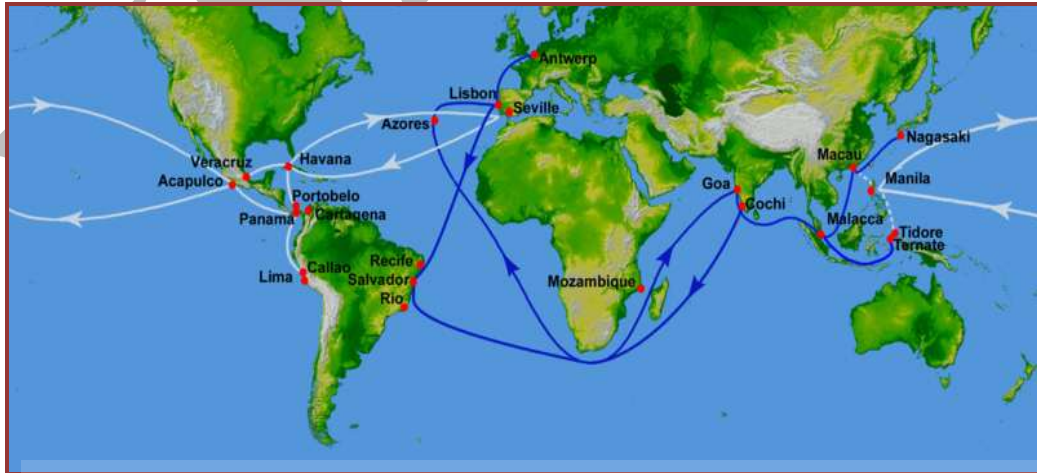 Antwerp
Lisbon
Seville
Azores
Nagasaki
Macau
Veracruz
Havana
Manila
Acapulco
Goa
Portobelo
Cochi
Panama
Cartagena
Malacca
Tidore
Ternate
Recife
Callao
Lima
Salvador
Mozambique
Rio